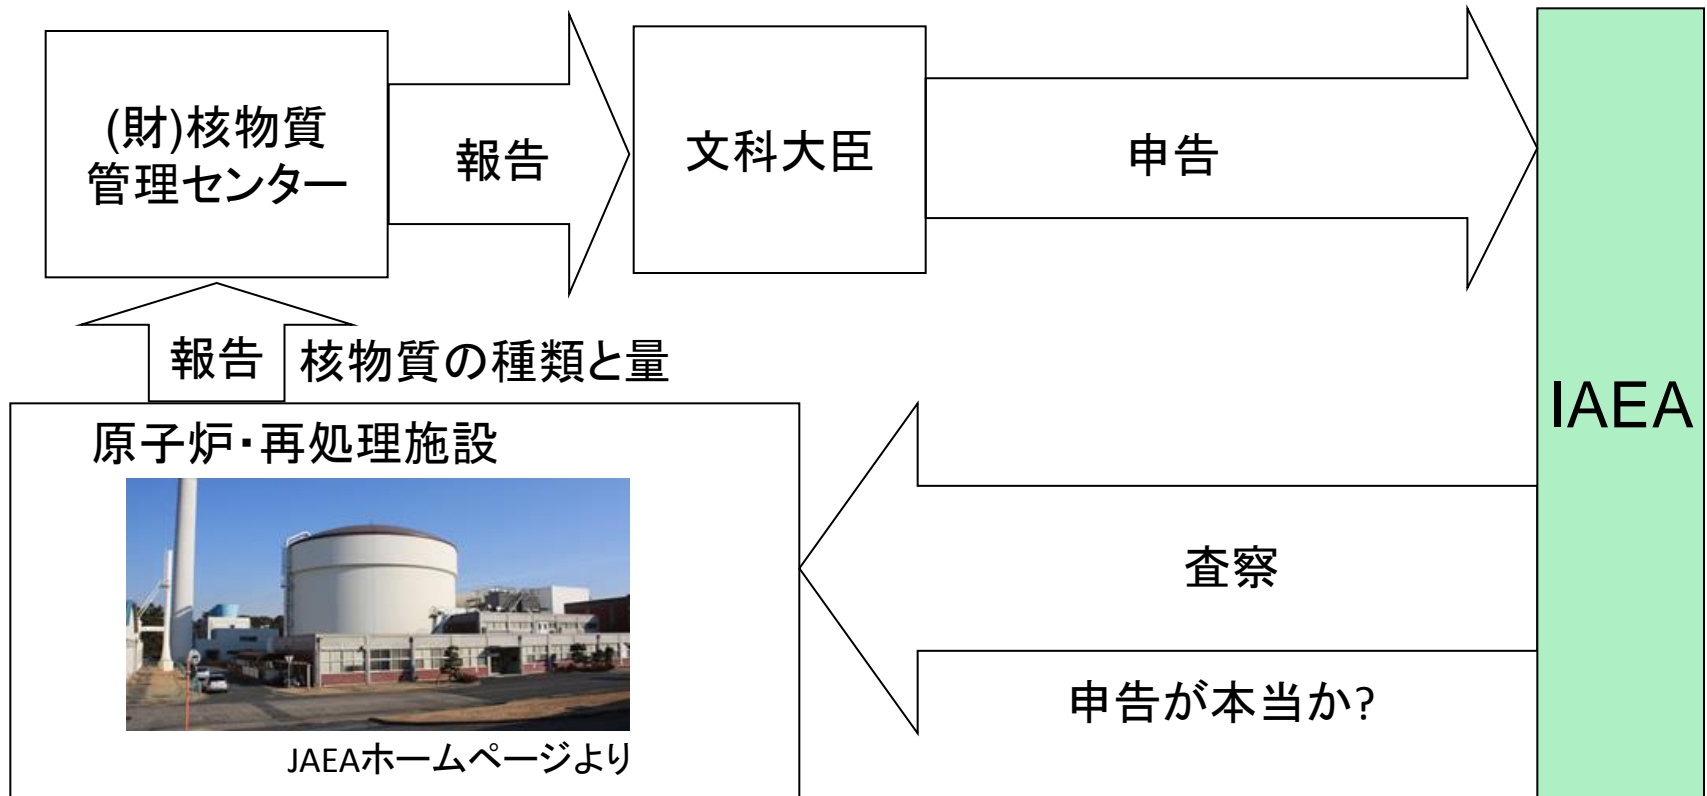 (財)核物質
管理センター
報告
文科大臣
申告
報告
核物質の種類と量
原子炉・再処理施設
JAEAホームページより
査察
申告が本当か?
IAEA